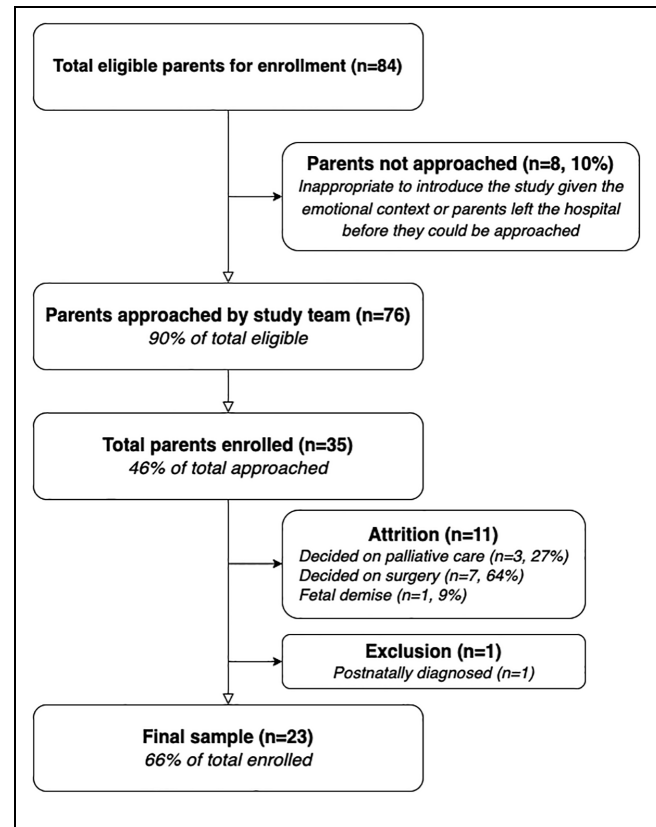 Total eligible parents for enrollment (n=84)
Parents not approached (n=8, 10%)
Inappropriate to introduce the study given the
emotional context or parents left the hospital
before they could be approached
Parents approached by study team (n=76)
90% of total eligible
Total parents enrolled (n=35)
46% of total approached
Attrition (n=11)
Decided on palliative care (n=3, 27%)
Decided on surgery (n=7, 64%)
Fetal demise (n=1, 9%)
Exclusion (n=1)
Postnatally diagnosed (n=1)
Final sample (n=23)
66% of total enrolled